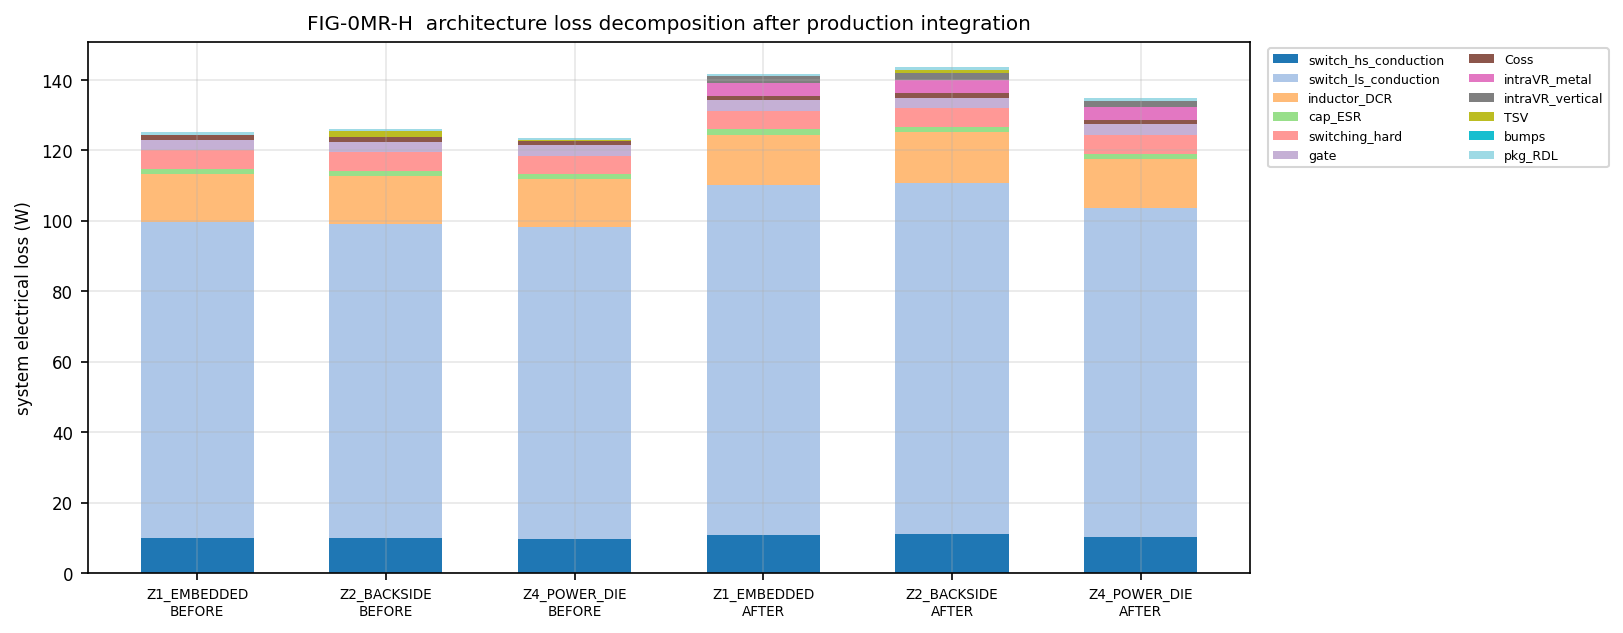 FIG-0MR-H  architecture loss decomposition after production integration
system electrical loss (W)
140
120
100
80
60
40
20
0
Z1_EMBEDDED
BEFORE
Z2_BACKSIDE
BEFORE
Z4_POWER_DIE
BEFORE
Z1_EMBEDDED
AFTER
Z2_BACKSIDE
AFTER
Z4_POWER_DIE
AFTER
switch_hs_conduction
switch_ls_conduction
inductor_DCR
cap_ESR
switching_hard
gate
Coss
intraVR_metal
intraVR_vertical
TSV
bumps
pkg_RDL